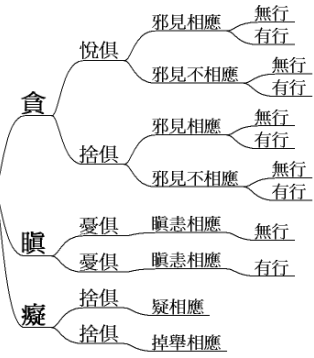 貪
悅俱
邪見相應
無行
有行
邪見不相應
無行
有行
捨俱
邪見相應
無行
有行
邪見不相應
無行
有行
瞋
憂俱
瞋恚相應
無行
憂俱
瞋恚相應
有行
癡
捨俱
疑相應
捨俱
掉舉相應